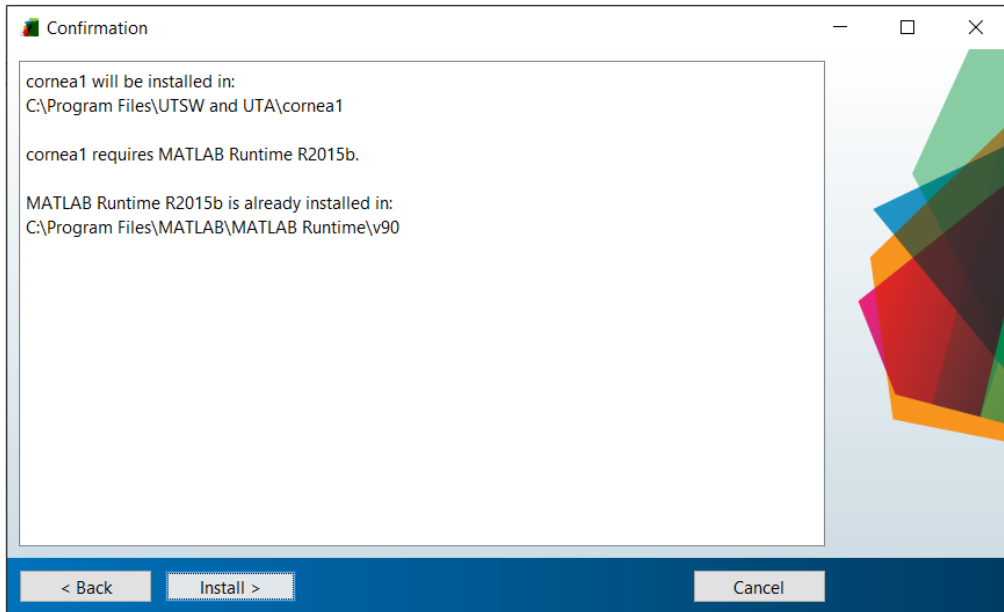 Confirmation
cornea1 will be installed in:
C:\Program Files\UTSW and UTA\cornea1
cornea1 requires MATLAB Runtime R2015b.
MATLAB Runtime R2015b is already installed in:
C:\Program Files\MATLAB\MATLAB Runtime\v90
< Back
Install >
Cancel